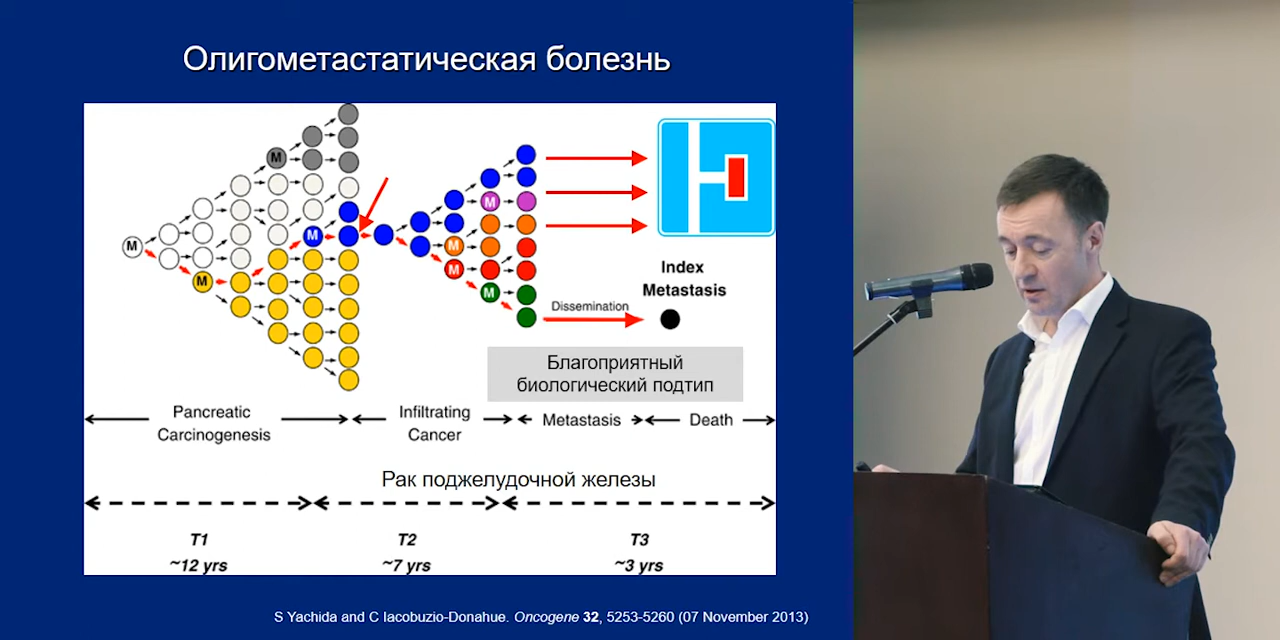 Олигометастатическая болезнь
M
M
M
M
M
M
M
M
Index
Metastasis
Dissemination
Благоприятный
биологический подтип
Pancreatic
Carcinogenesis
Infiltrating
Cancer
Metastasis
Death
Рак поджелудочной железы
T1
T2
T3
~12 yrs
~7 yrs
~3 yrs
S Yachida and C Iacobuzio-Donahue. Oncogene 32, 5253-5260 (07 November 2013)